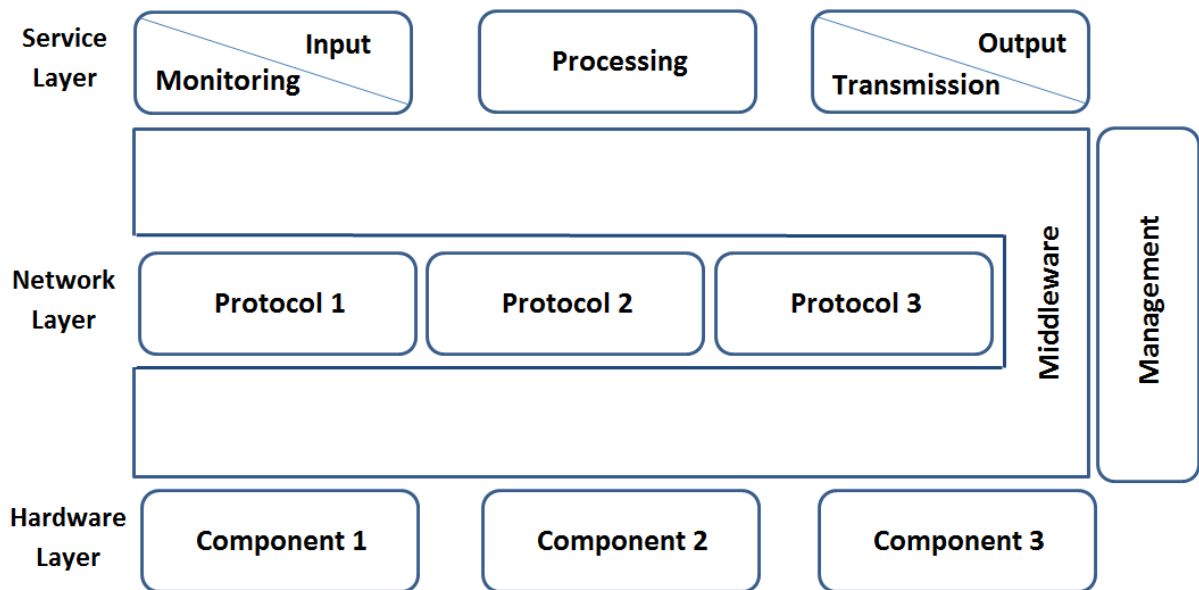 Service
Layer
Input
Monitoring
Processing
Output
Transmission
Network
Layer
Protocol 1
Protocol 2
Protocol 3
Middleware
Management
Hardware
Layer
Component 1
Component 2
Component 3